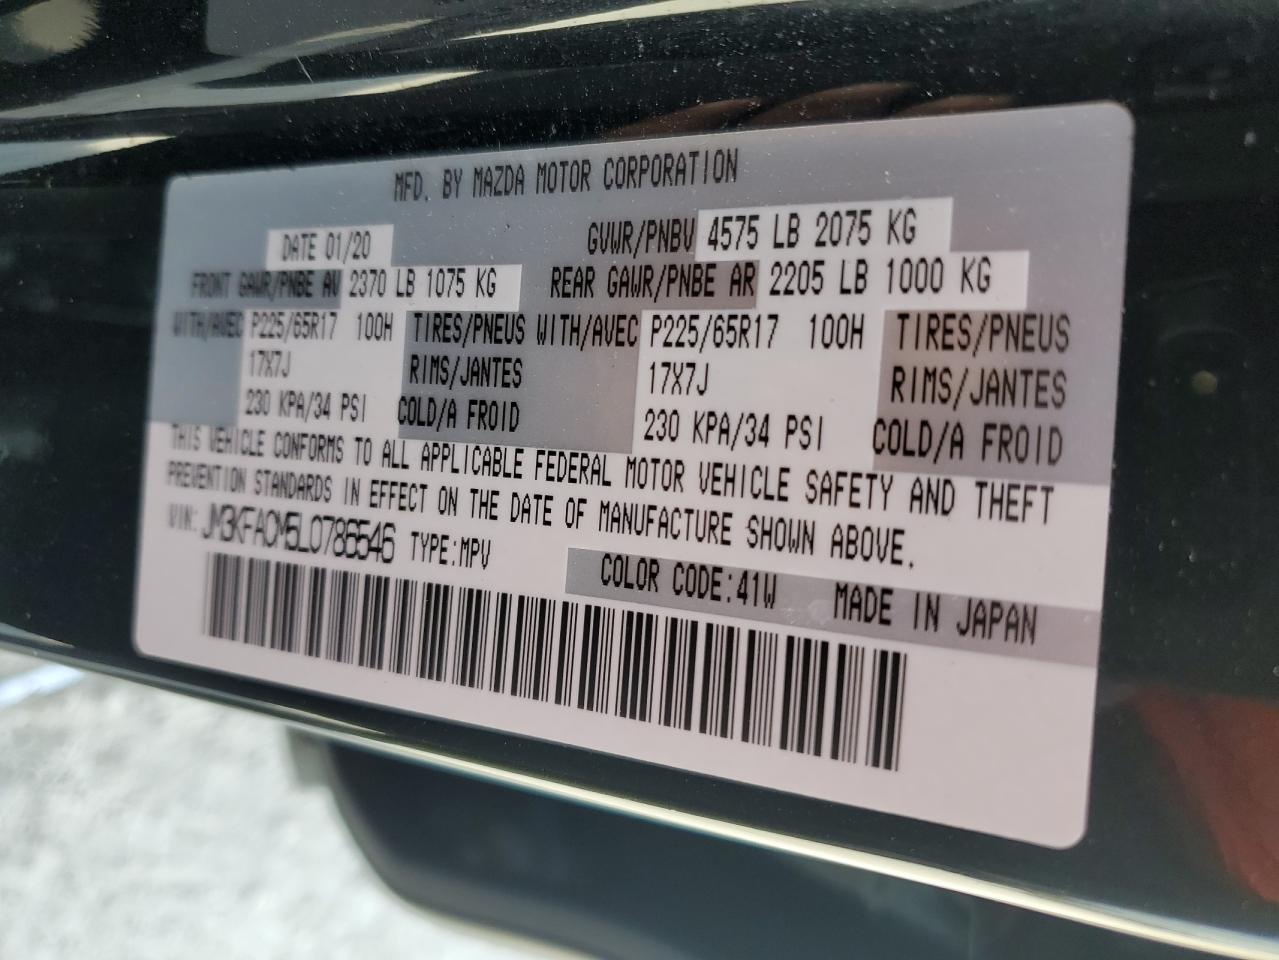 MFD. BY MAZDA MOTOR CORPORATION
DATE 01/20 GVWR/PNBV 4575 LB 2075 KG
FRONT GAWR/PNBE AV 2370 LB 1075 KG REAR GAWR/PNBE AR 2205 LB 1000 KG
WITH/AVEC P225/65R17 100H TIRES/PNEUS WITH/AVEC P225/65R17 100H TIRES/PNEUS
17X7J RIMS/JANTES 17X7J RIMS/JANTES
230 KPA/34 PSI COLD/A FROID 230 KPA/34 PSI COLD/A FROID
THIS VEHICLE CONFORMS TO ALL APPLICABLE FEDERAL MOTOR VEHICLE SAFETY AND THEFT
PREVENTION STANDARDS IN EFFECT ON THE DATE OF MANUFACTURE SHOWN ABOVE.
VIN: JM3KFACM5L0786546 TYPE:MPV
COLOR CODE:41W MADE IN JAPAN